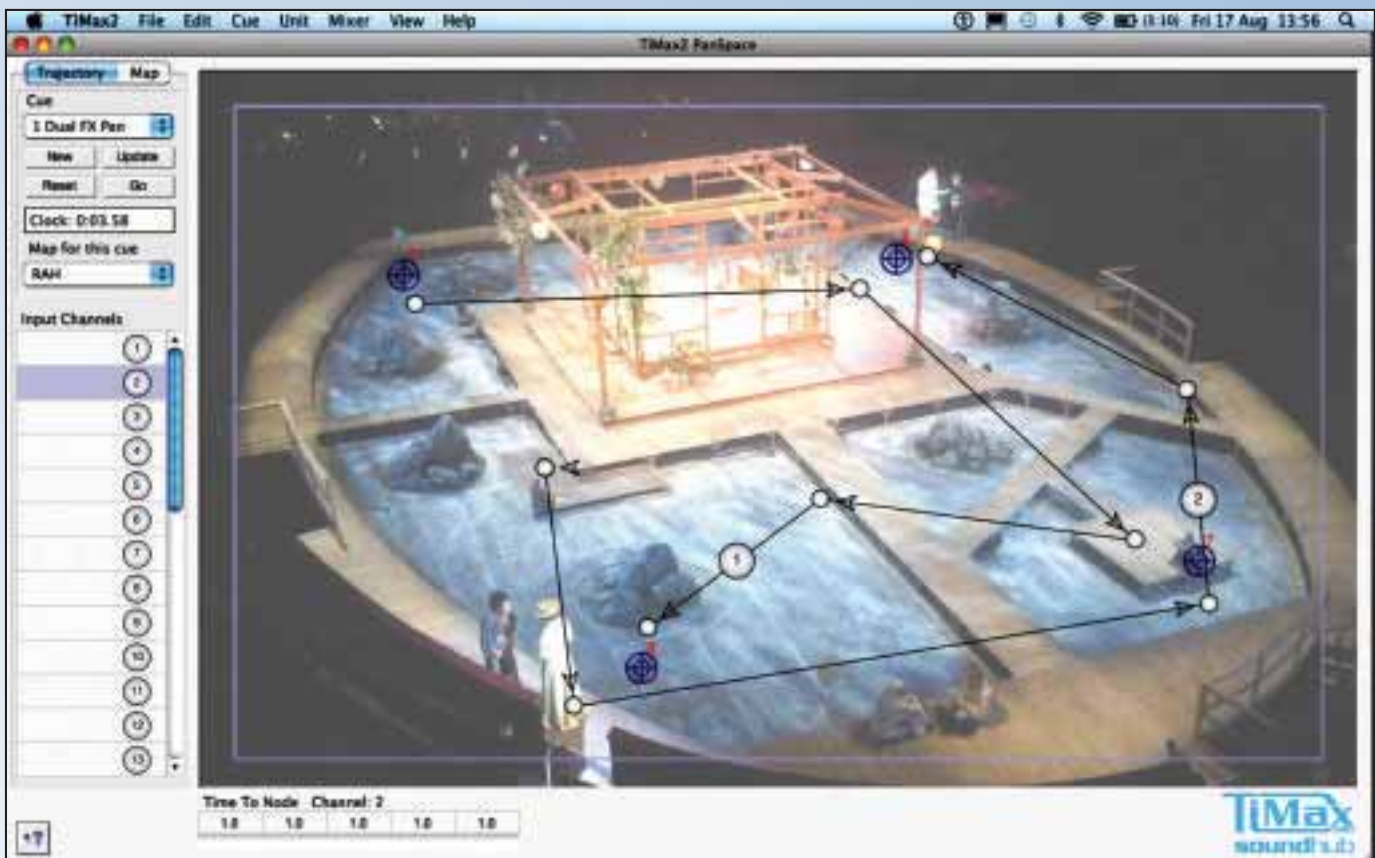 TiMax2 File Edit Cue Unit Mixer View Help
(1:10) Fri 17 Aug 13:56
TiMax2 PanSpace
Trajectory Map
Cue
1 Dual FX Pan
New Update
Reset Go
Clock: 0:03.58
Map for this cue
RAH
Input Channels
1
2
3
4
5
6
7
8
9
10
11
12
13
1
2
Time To Node Channel: 2
1.0 1.0 1.0 1.0 1.0
TiMax
soundhub